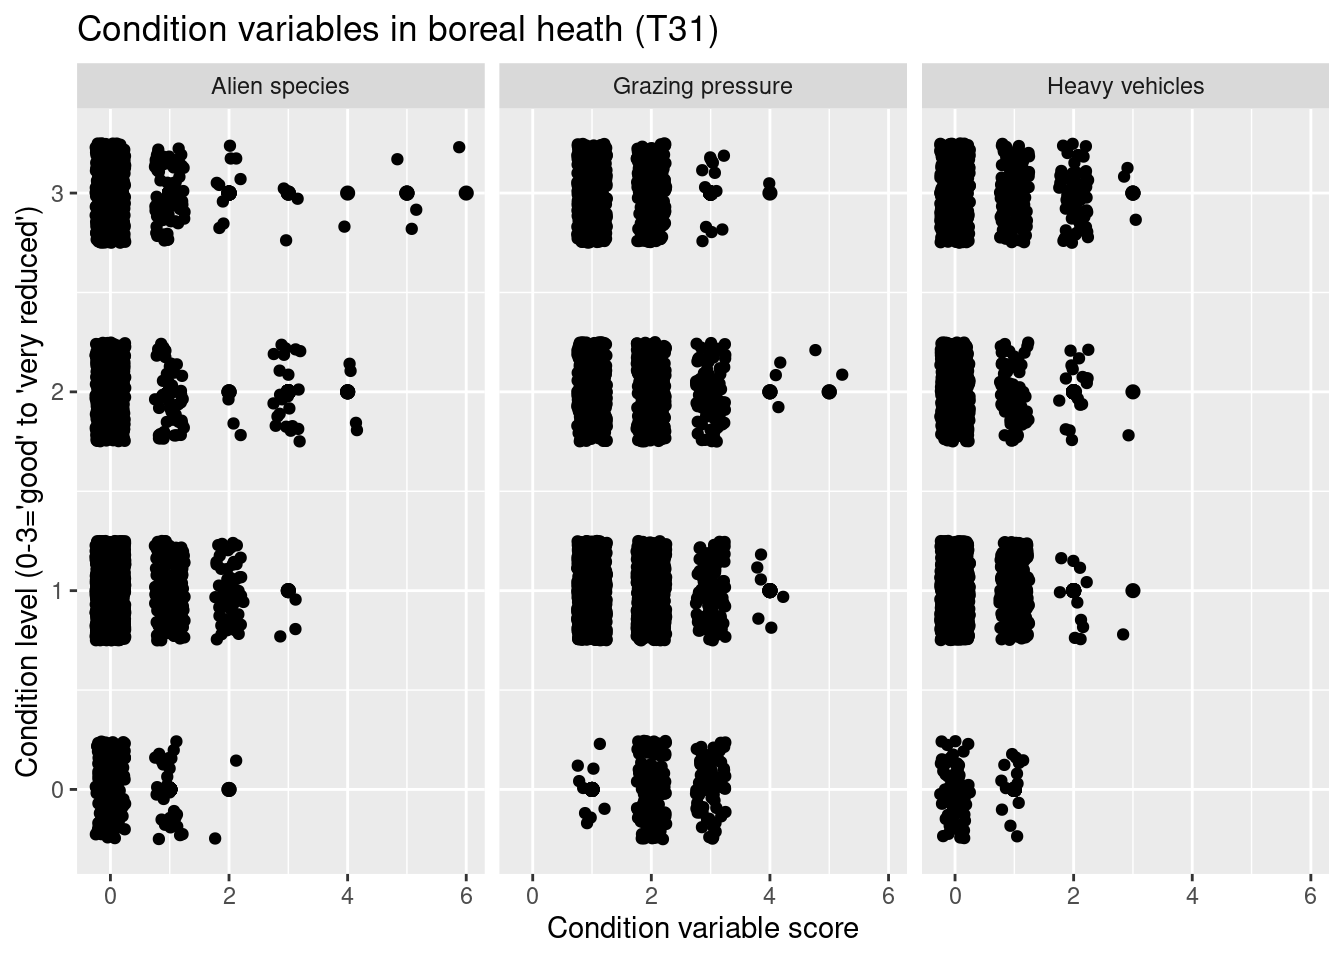 Condition variables in boreal heath (T31)
Alien species
Grazing pressure
Heavy vehicles
Condition level (0-3='good' to 'very reduced')
3
2
1
0
0 2 4 6
0 2 4 6
0 2 4 6
Condition variable score